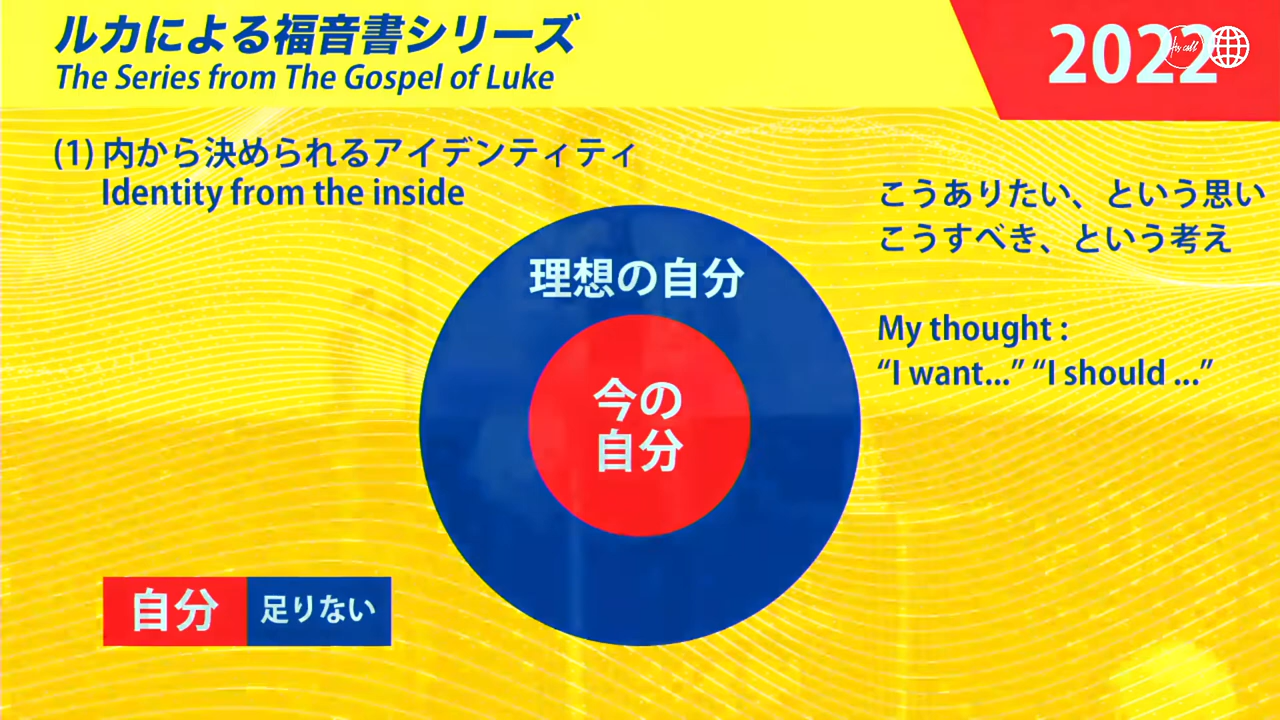 ルカによる福音書シリーズ
The Series from The Gospel of Luke
2022
His call
(1) 内から決められるアイデンティティ
Identity from the inside
こうありたい、という思い
こうすべき、という考え
My thought :
“I want...” “I should ...”
理想の自分
今の
自分
自分
足りない